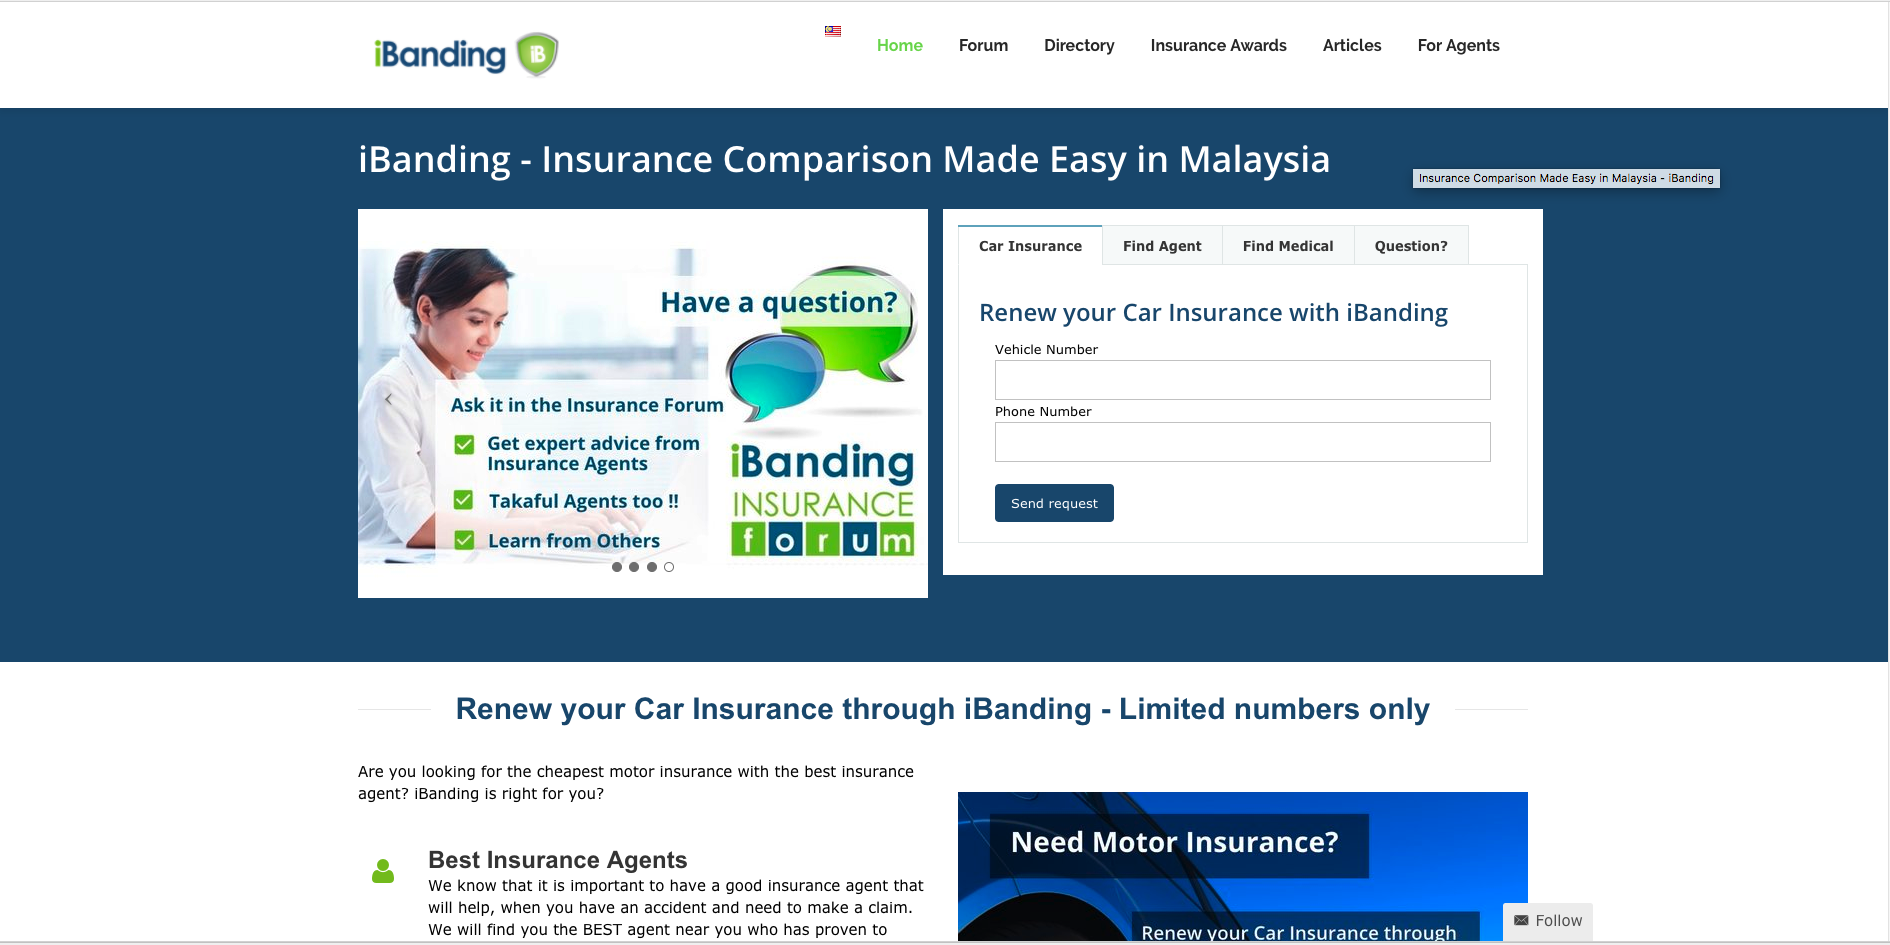 iBanding iB
Home Forum Directory Insurance Awards Articles For Agents
iBanding - Insurance Comparison Made Easy in Malaysia
Insurance Comparison Made Easy in Malaysia - iBanding
Have a question?
Ask it in the Insurance Forum
Get expert advice from
Insurance Agents
Takaful Agents too !!
Learn from Others
iBanding
INSURANCE
forum
Car Insurance Find Agent Find Medical Question?
Renew your Car Insurance with iBanding
Vehicle Number
Phone Number
Send request
Renew your Car Insurance through iBanding - Limited numbers only
Are you looking for the cheapest motor insurance with the best insurance
agent? iBanding is right for you?
Best Insurance Agents
We know that it is important to have a good insurance agent that
will help, when you have an accident and need to make a claim.
We will find you the BEST agent near you who has proven to
Need Motor Insurance?
Renew your Car Insurance through
Follow